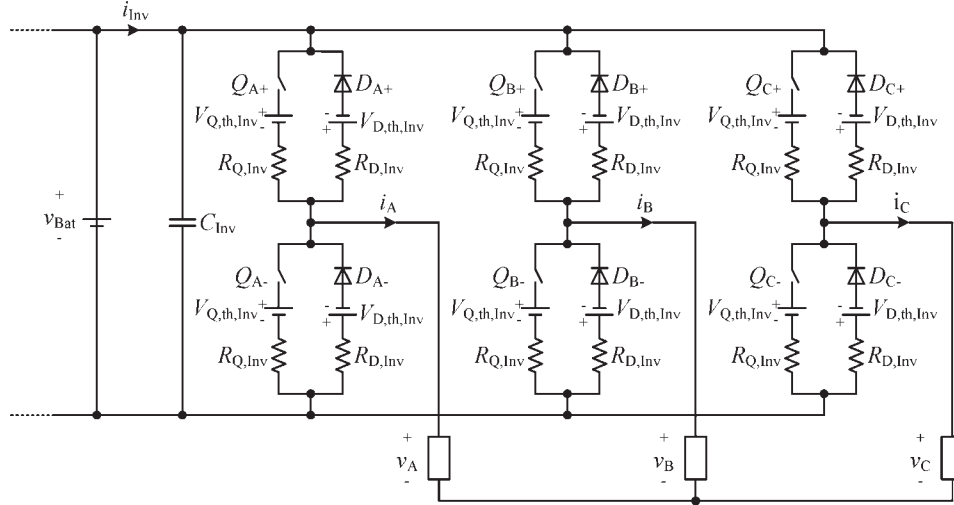 i_Inv
Q_A+ D_A+ Q_B+ D_B+ Q_C+ D_C+
+ - + - + -
V_Q,th,Inv V_D,th,Inv V_Q,th,Inv V_D,th,Inv V_Q,th,Inv V_D,th,Inv
- + - + - +
R_Q,Inv R_D,Inv R_Q,Inv R_D,Inv R_Q,Inv R_D,Inv
i_A i_B i_C
+
v_Bat C_Inv
-
Q_A- D_A- Q_B- D_B- Q_C- D_C-
+ - + - + -
V_Q,th,Inv V_D,th,Inv V_Q,th,Inv V_D,th,Inv V_Q,th,Inv V_D,th,Inv
- + - + - +
R_Q,Inv R_D,Inv R_Q,Inv R_D,Inv R_Q,Inv R_D,Inv
+ + +
v_A v_B v_C
- - -